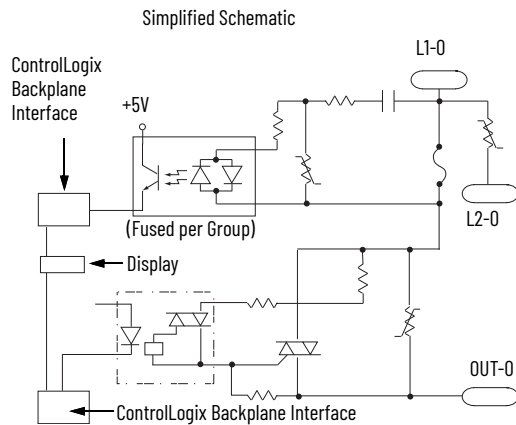 Simplified Schematic
L1-0
ControlLogix
Backplane
Interface
+5V
L2-0
(Fused per Group)
Display
OUT-0
ControlLogix Backplane Interface